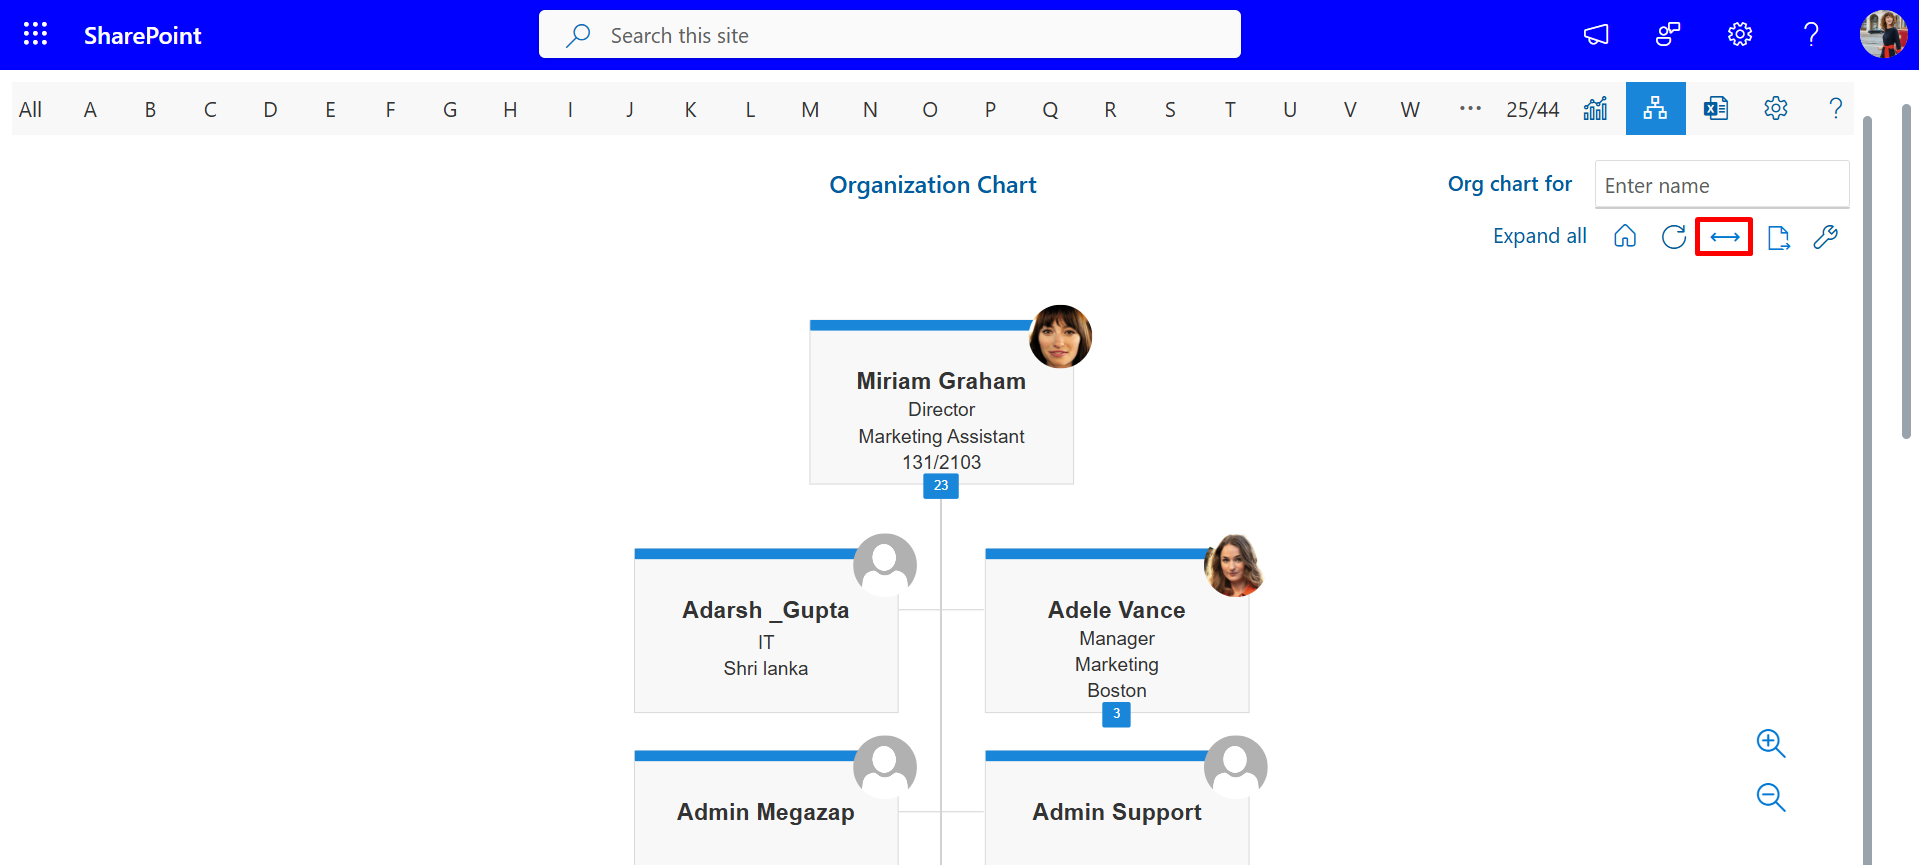 SharePoint
Search this site
All A B C D E F G H I J K L M N O P Q R S T U V W ··· 25/44
Organization Chart
Org chart for
Enter name
Expand all
Miriam Graham
Director
Marketing Assistant
131/2103
23
Adarsh _Gupta
IT
Shri lanka
Adele Vance
Manager
Marketing
Boston
3
Admin Megazap
Admin Support